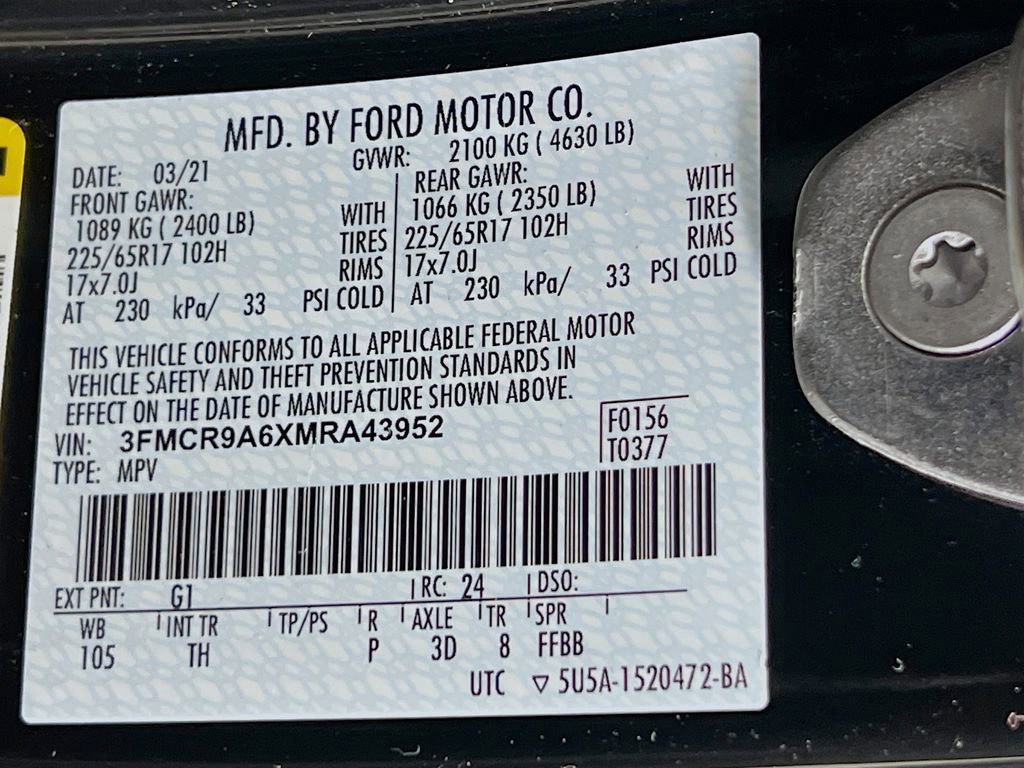 MFD. BY FORD MOTOR CO.
DATE: 03/21 GVWR: 2100 KG ( 4630 LB)
FRONT GAWR: REAR GAWR:
1089 KG ( 2400 LB) WITH 1066 KG ( 2350 LB) WITH
225/65R17 102H TIRES 225/65R17 102H TIRES
17x7.0J RIMS 17x7.0J RIMS
AT 230 kPa/ 33 PSI COLD AT 230 kPa/ 33 PSI COLD
THIS VEHICLE CONFORMS TO ALL APPLICABLE FEDERAL MOTOR
VEHICLE SAFETY AND THEFT PREVENTION STANDARDS IN
EFFECT ON THE DATE OF MANUFACTURE SHOWN ABOVE.
VIN: 3FMCR9A6XMRA43952 F0156
TYPE: MPV T0377
EXT PNT: G1 RC: 24 DSO:
WB INT TR TP/PS R AXLE TR SPR
105 TH P 3D 8 FFBB
UTC ▽ 5U5A-1520472-BA